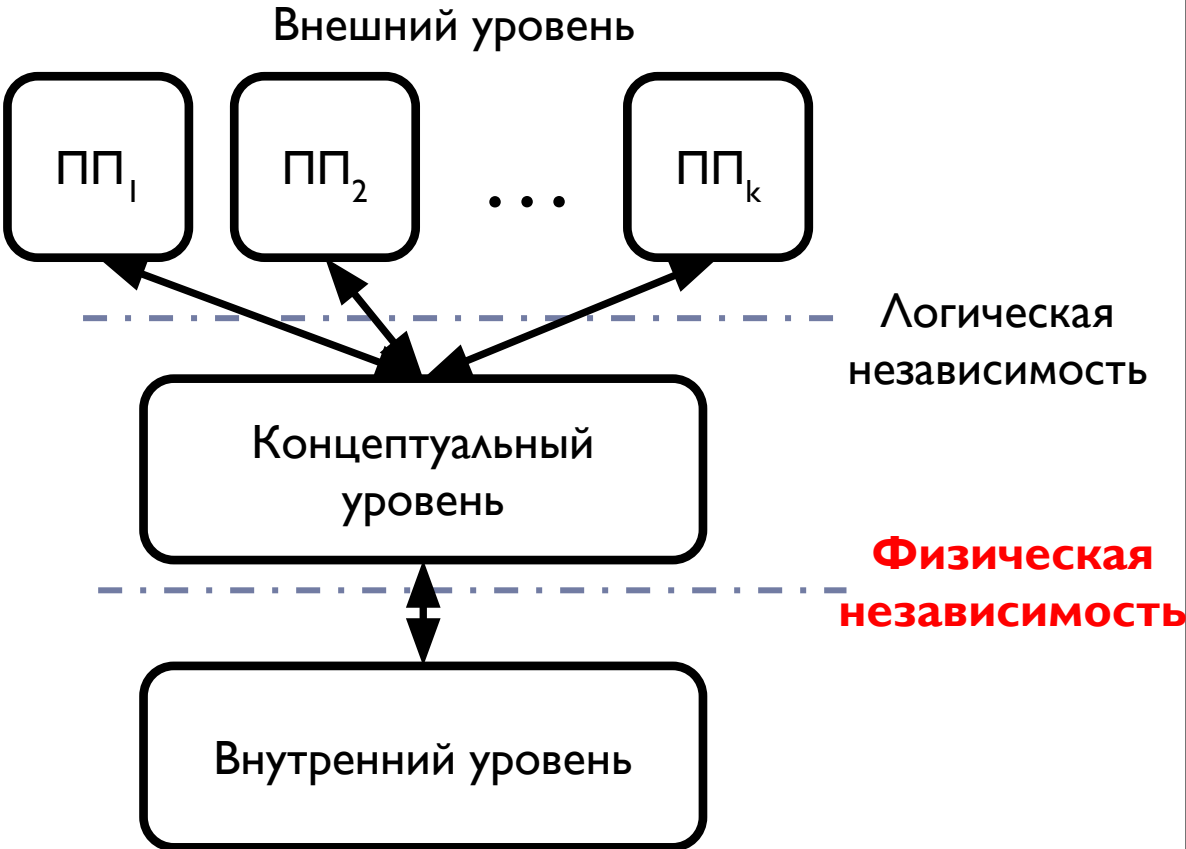 Внешний уровень
ПП1 ПП2 ... ППk
Логическая
независимость
Концептуальный
уровень
Физическая
независимость
Внутренний уровень